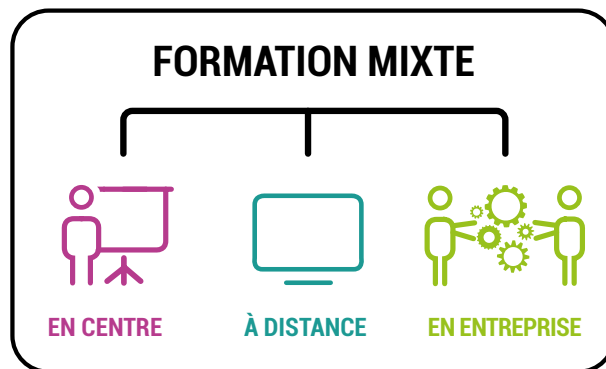 FORMATION MIXTE
EN CENTRE
À DISTANCE
EN ENTREPRISE